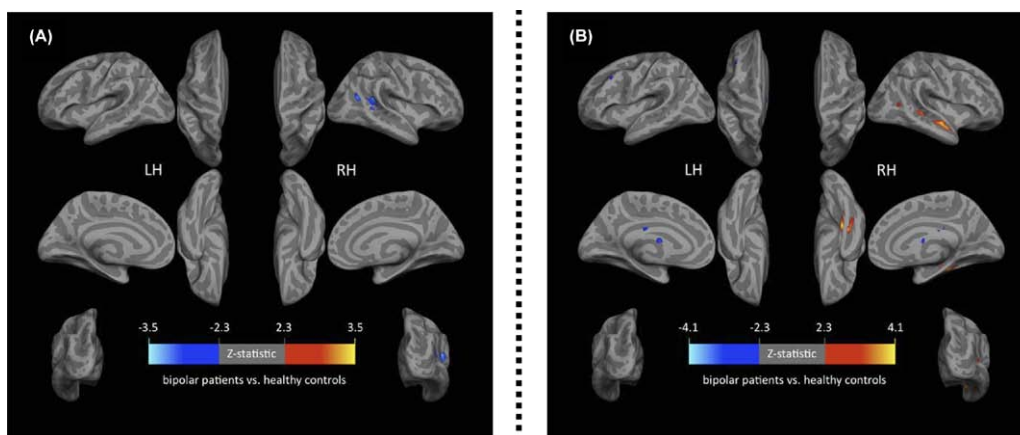 (A)
LH RH
-3.5 -2.3 2.3 3.5
Z-statistic
bipolar patients vs. healthy controls
(B)
LH RH
-4.1 -2.3 2.3 4.1
Z-statistic
bipolar patients vs. healthy controls